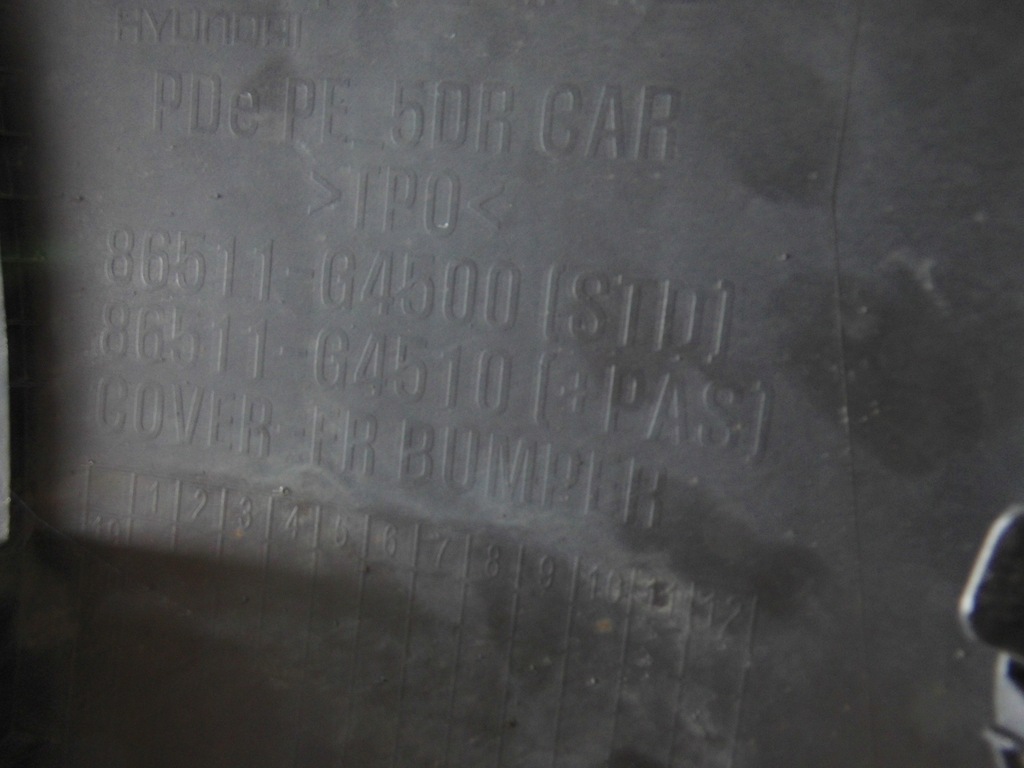 HYUNDAI
PDe PE 5DR CAR
>TPO<
86511-G4500 (STD)
86511-G4510 (+PAS)
COVER-FR BUMPER
1 2 3 4 5 6 7 8 9 10 11 12